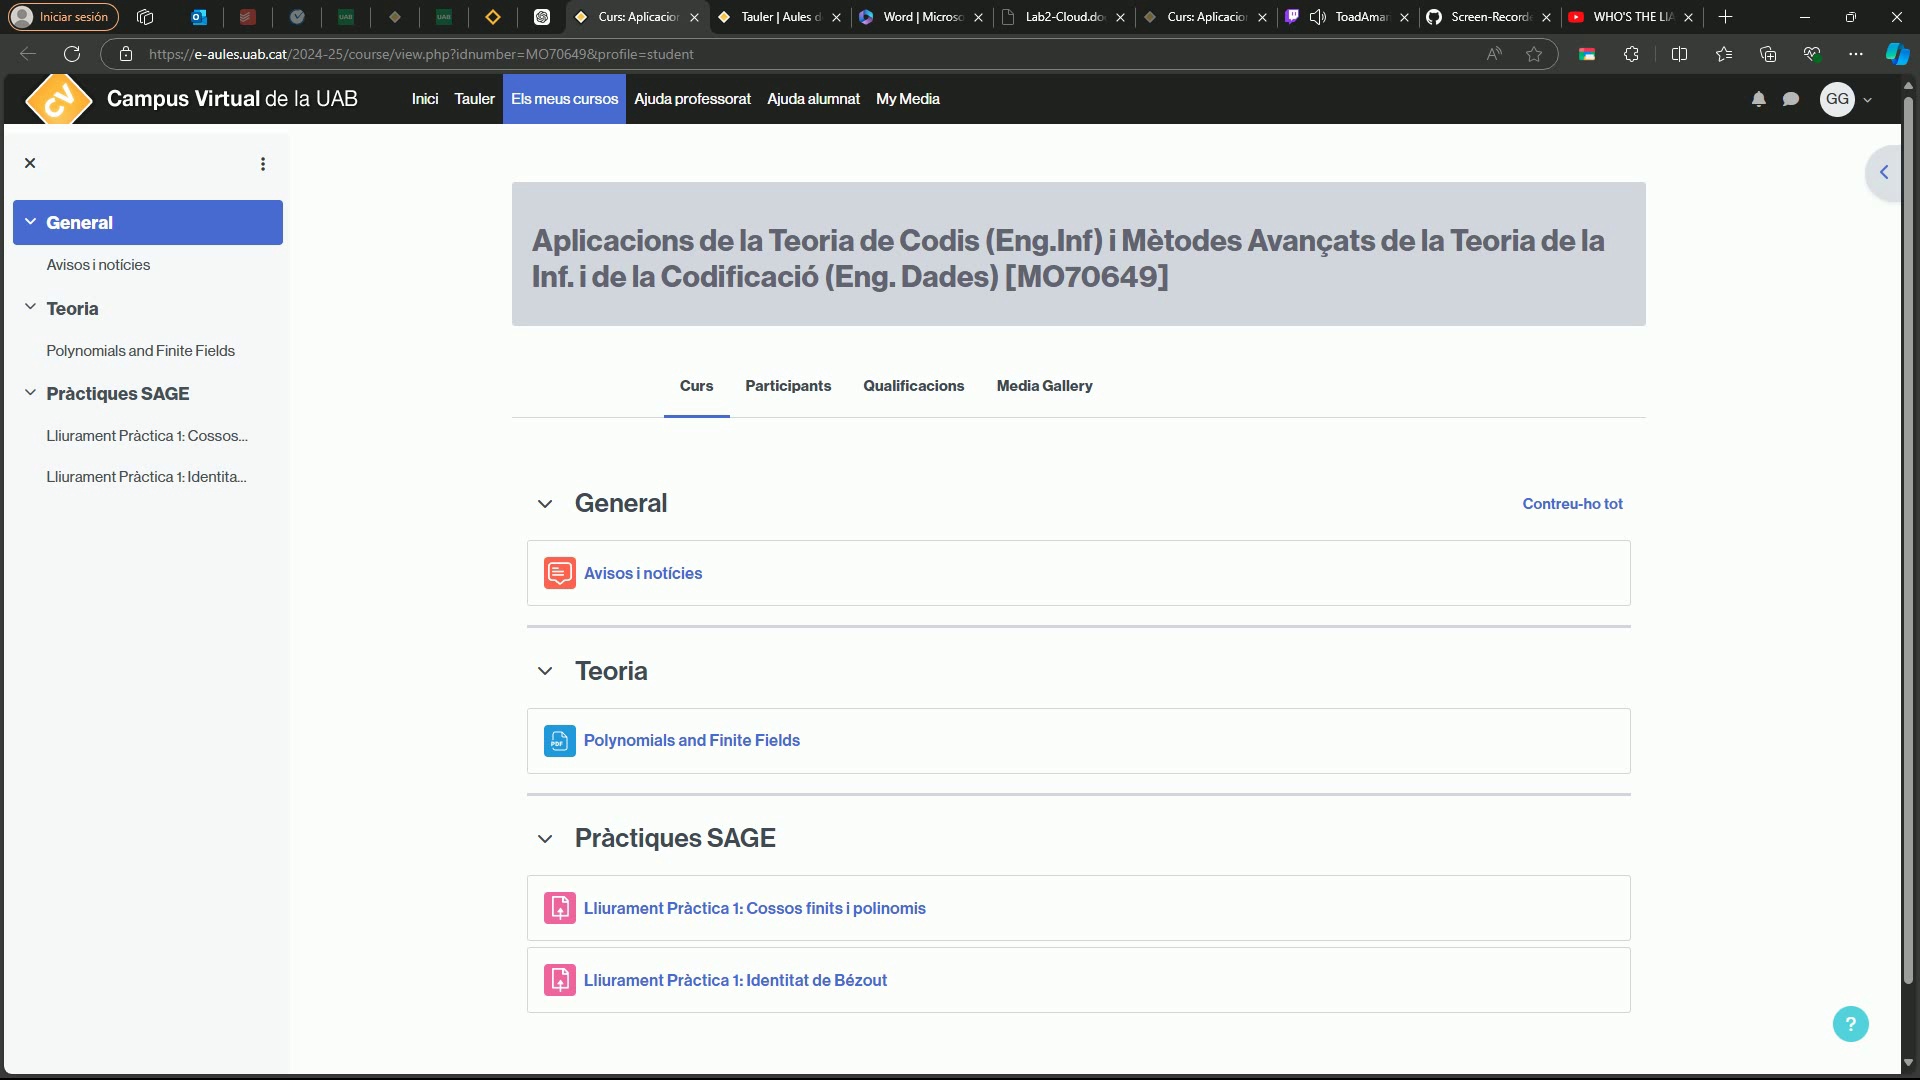 Iniciar sesión
Curs: Aplicacion
Tauler | Aules d
Word | Microso
Lab2-Cloud.do
Curs: Aplicacion
ToadAmar
Screen-Record
WHO'S THE LIA
https://e-aules.uab.cat/2024-25/course/view.php?idnumber=MO70649&profile=student
CV
Campus Virtual de la UAB
Inici
Tauler
Els meus cursos
Ajuda professorat
Ajuda alumnat
My Media
GG
General
Avisos i notícies
Teoria
Polynomials and Finite Fields
Pràctiques SAGE
Lliurament Pràctica 1: Cossos...
Lliurament Pràctica 1: Identita...
Aplicacions de la Teoria de Codis (Eng.Inf) i Mètodes Avançats de la Teoria de la
Inf. i de la Codificació (Eng. Dades) [MO70649]
Curs
Participants
Qualificacions
Media Gallery
General
Contreu-ho tot
Avisos i notícies
Teoria
PDF
Polynomials and Finite Fields
Pràctiques SAGE
Lliurament Pràctica 1: Cossos finits i polinomis
Lliurament Pràctica 1: Identitat de Bézout
?